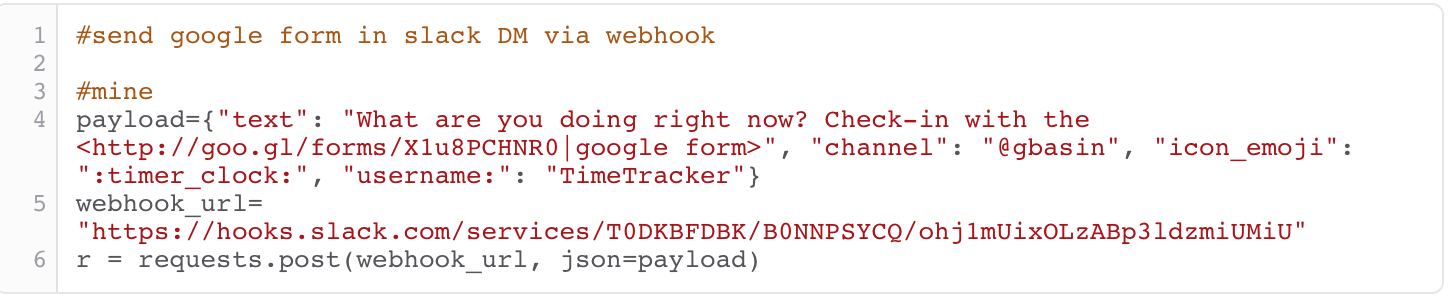 1 #send google form in slack DM via webhook
2
3 #mine
4 payload={"text": "What are you doing right now? Check-in with the
<http://goo.gl/forms/X1u8PCHNR0|google form>", "channel": "@gbasin", "icon_emoji":
":timer_clock:", "username:": "TimeTracker"}
5 webhook_url=
"https://hooks.slack.com/services/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"
6 r = requests.post(webhook_url, json=payload)